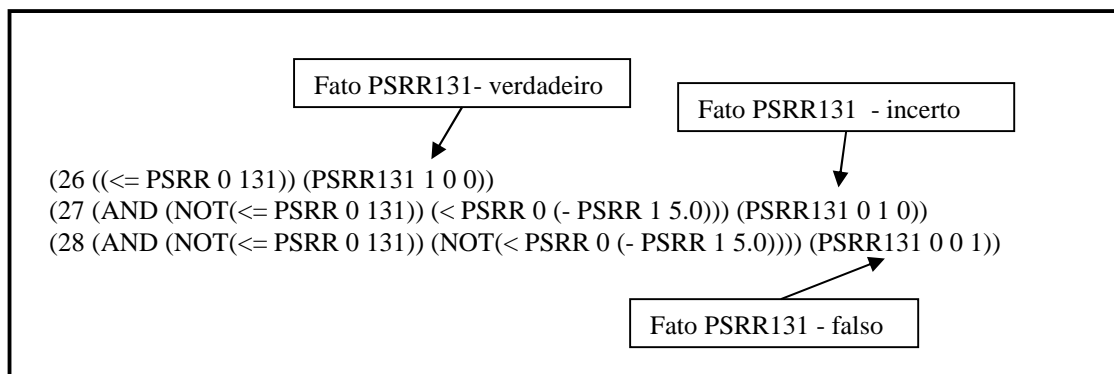 Fato PSRR131- verdadeiro
Fato PSRR131 - incerto
(26 ((<= PSRR 0 131)) (PSRR131 1 0 0))
(27 (AND (NOT(<= PSRR 0 131)) (< PSRR 0 (- PSRR 1 5.0))) (PSRR131 0 1 0))
(28 (AND (NOT(<= PSRR 0 131)) (NOT(< PSRR 0 (- PSRR 1 5.0)))) (PSRR131 0 0 1))
Fato PSRR131 - falso